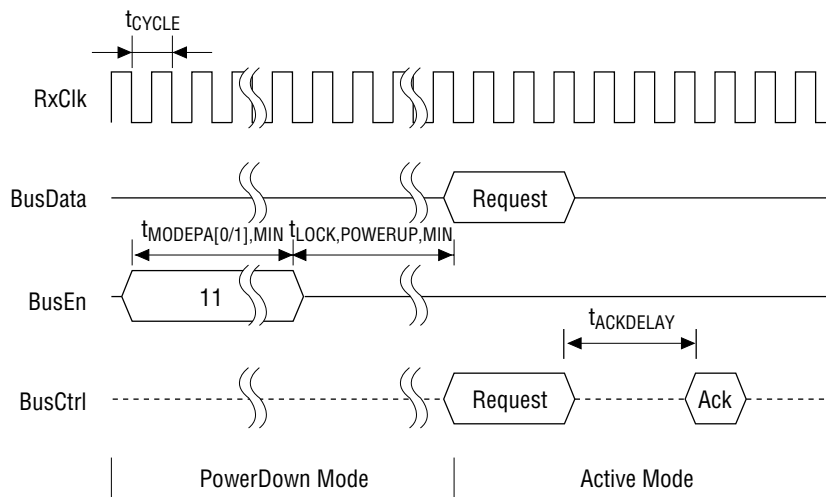 tCYCLE
RxClk
BusData
Request
tMODEPA[0/1],MIN tLOCK,POWERUP,MIN
BusEn
11
tACKDELAY
BusCtrl
Request
Ack
PowerDown Mode
Active Mode